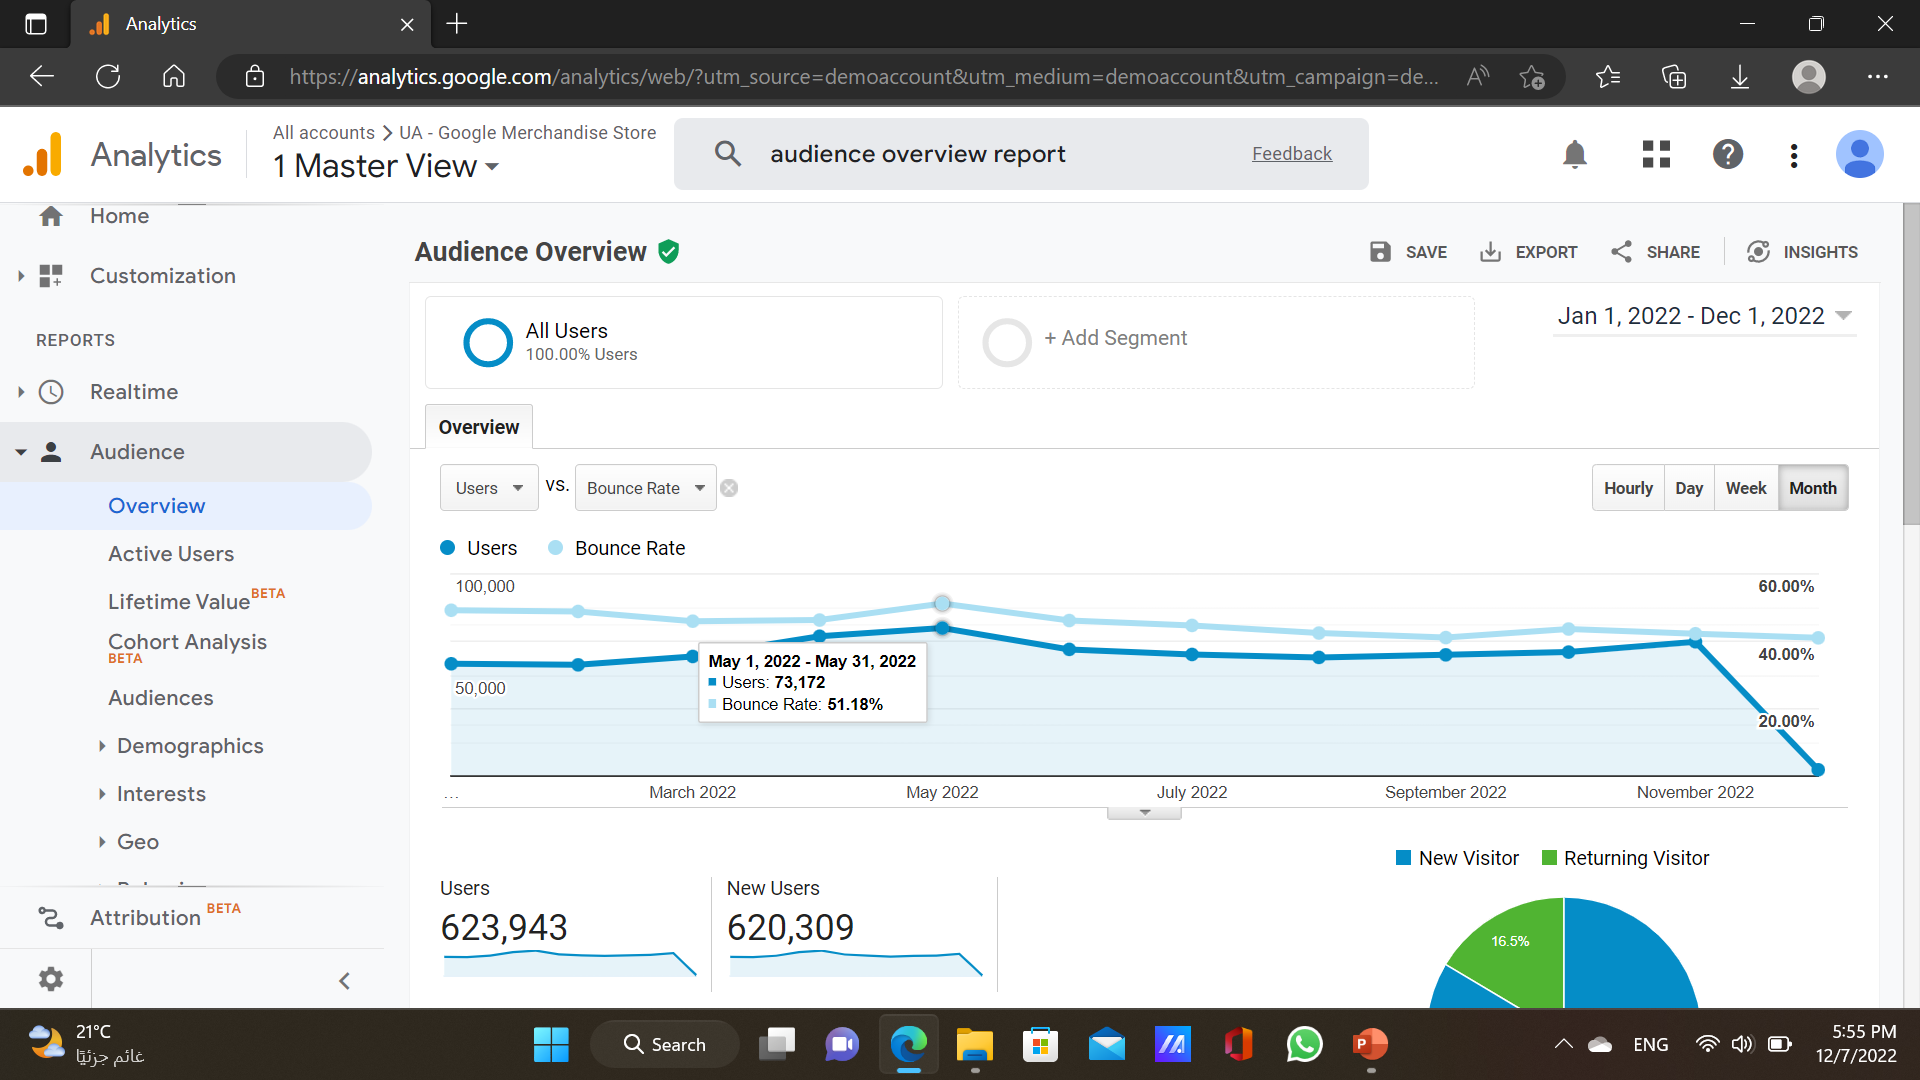 Analytics
https://analytics.google.com/analytics/web/?utm_source=demoaccount&utm_medium=demoaccount&utm_campaign=de...
Analytics
All accounts > UA - Google Merchandise Store
1 Master View
audience overview report
Feedback
Home
Customization
REPORTS
Realtime
Audience
Overview
Active Users
Lifetime Value BETA
Cohort Analysis
BETA
Audiences
Demographics
Interests
Geo
Attribution BETA
Audience Overview
SAVE
EXPORT
SHARE
INSIGHTS
All Users
100.00% Users
+ Add Segment
Jan 1, 2022 - Dec 1, 2022
Overview
Users
VS.
Bounce Rate
Hourly
Day
Week
Month
Users
Bounce Rate
100,000
60.00%
50,000
40.00%
20.00%
May 1, 2022 - May 31, 2022
Users: 73,172
Bounce Rate: 51.18%
...
March 2022
May 2022
July 2022
September 2022
November 2022
New Visitor
Returning Visitor
Users
623,943
New Users
620,309
16.5%
21°C
غائم جزئيًا
Search
ENG
5:55 PM
12/7/2022